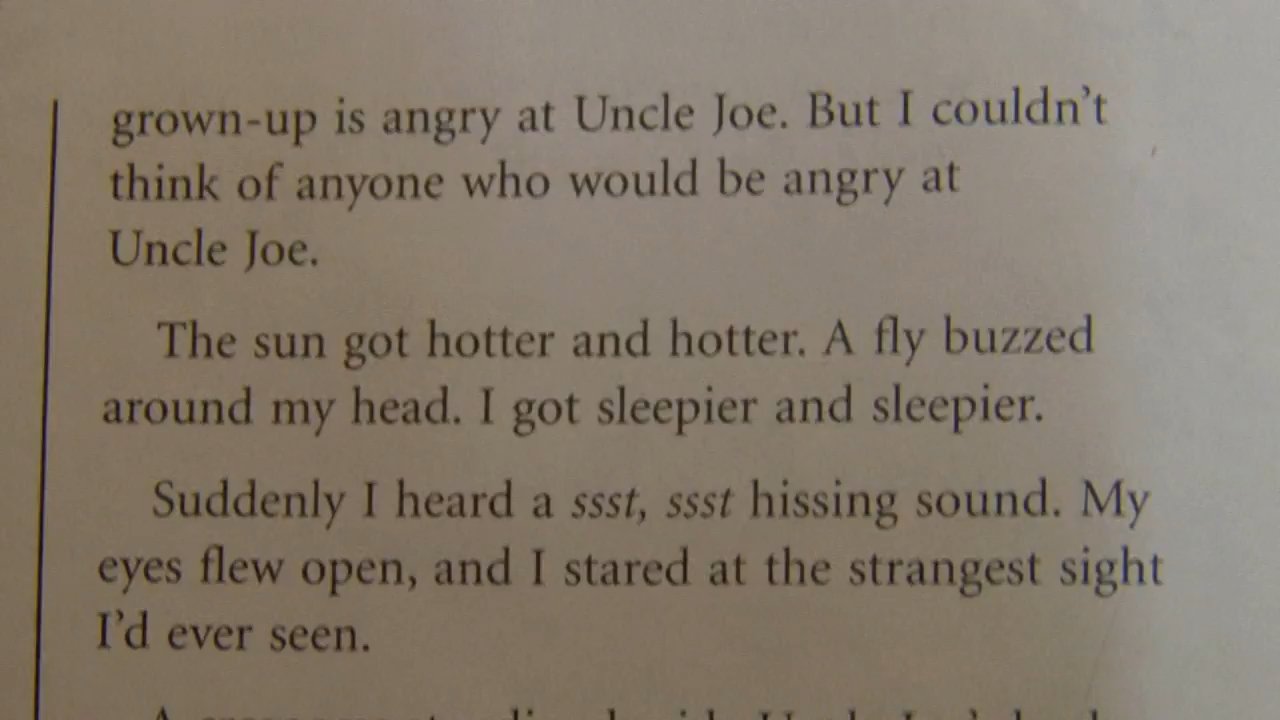 grown-up is angry at Uncle Joe. But I couldn't
think of anyone who would be angry at
Uncle Joe.
The sun got hotter and hotter. A fly buzzed
around my head. I got sleepier and sleepier.
Suddenly I heard a ssst, ssst hissing sound. My
eyes flew open, and I stared at the strangest sight
I'd ever seen.